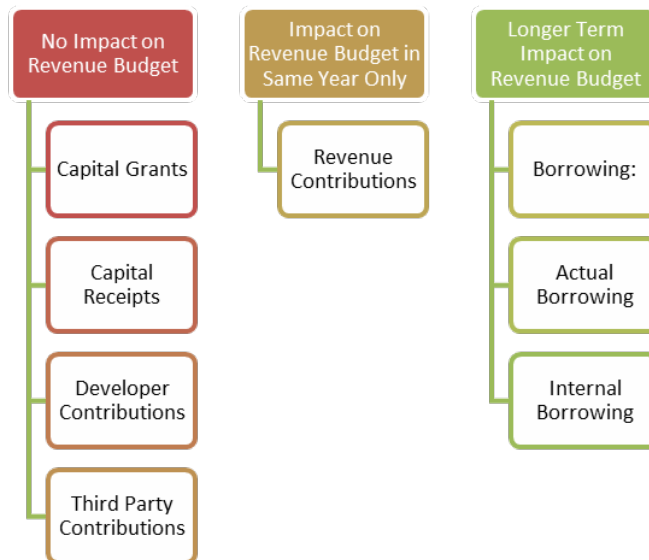 No Impact on
Revenue Budget
Capital Grants
Capital
Receipts
Developer
Contributions
Third Party
Contributions
Impact on
Revenue Budget in
Same Year Only
Revenue
Contributions
Longer Term
Impact on
Revenue Budget
Borrowing:
Actual
Borrowing
Internal
Borrowing